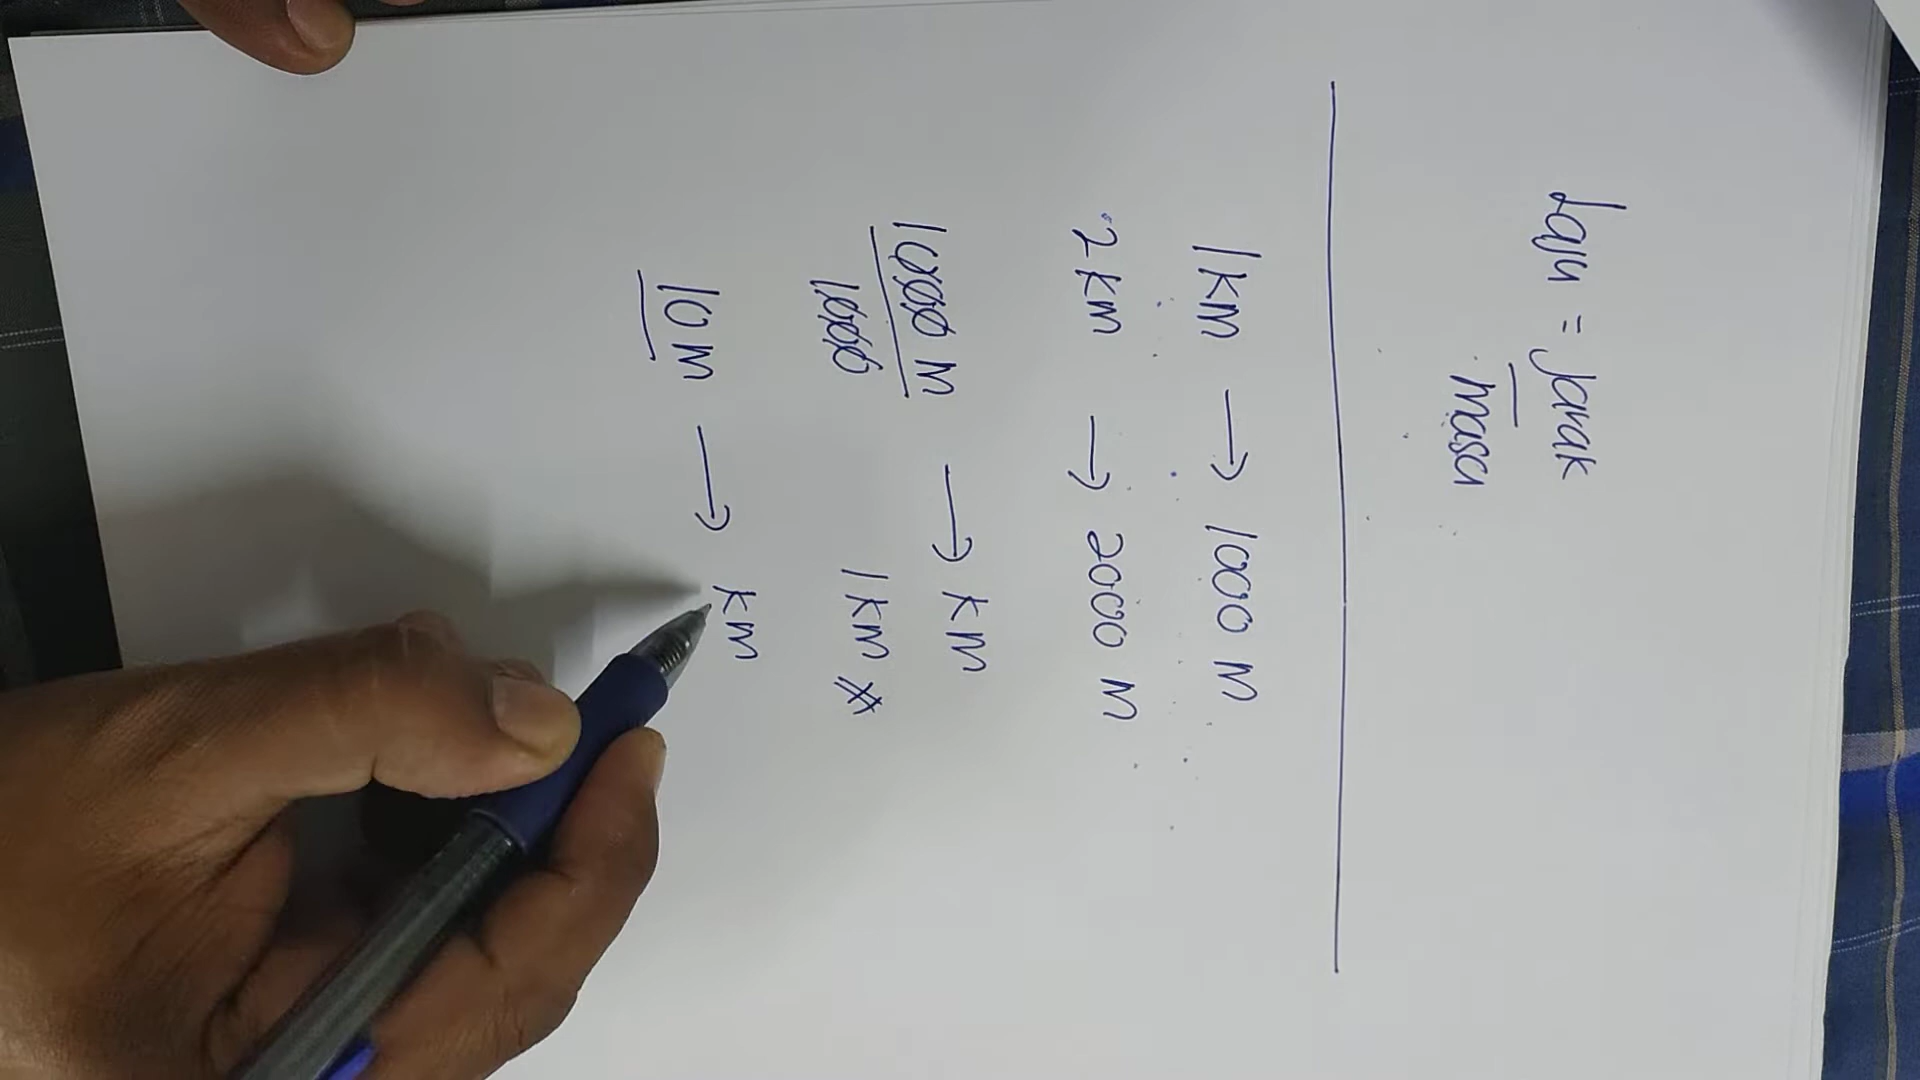 Laju = Jarak
masa
1 km → 1000 m
2 km → 2000 m
1000 m → km
1000 1 km #
10 m → km